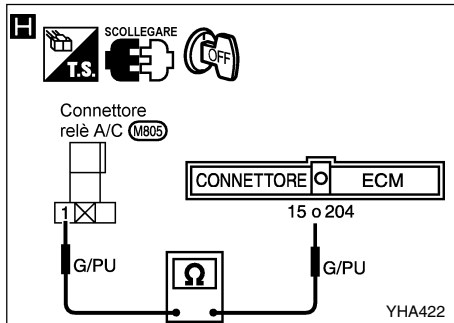 H
T.S.
SCOLLEGARE
OFF
Connettore
relè A/C M805
CONNETTORE ECM
1
15 o 204
G/PU
G/PU
Ω
YHA422